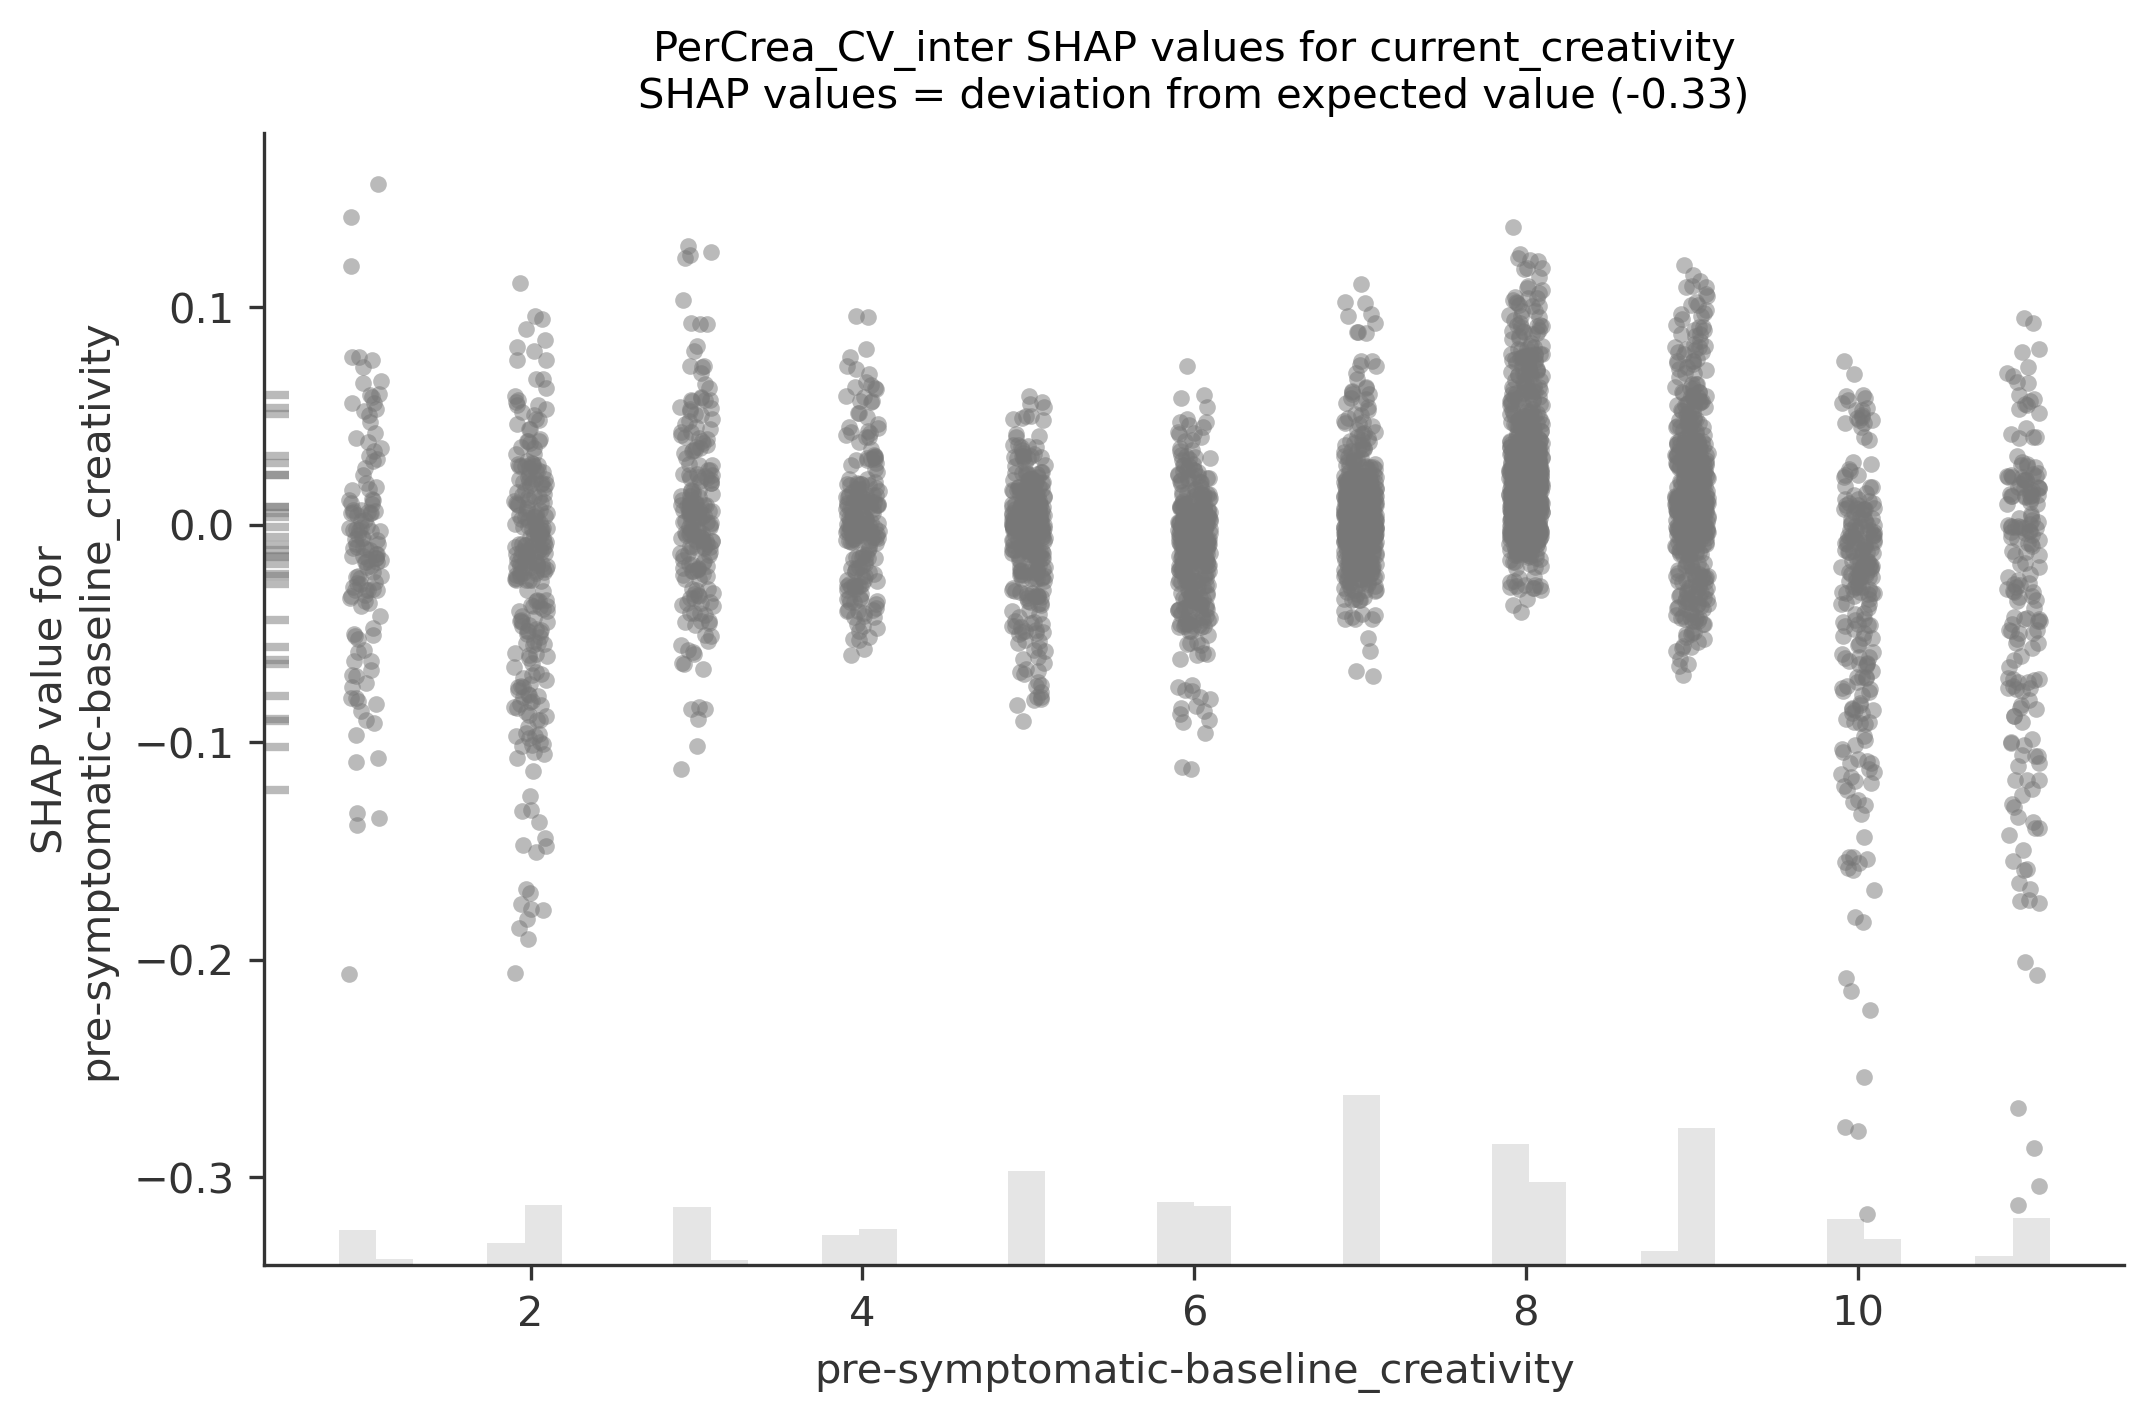 PerCrea_CV_inter SHAP values for current_creativity
SHAP values = deviation from expected value (-0.33)
SHAP value for
pre-symptomatic-baseline_creativity
0.1
0.0
−0.1
−0.2
−0.3
2
4
6
8
10
pre-symptomatic-baseline_creativity